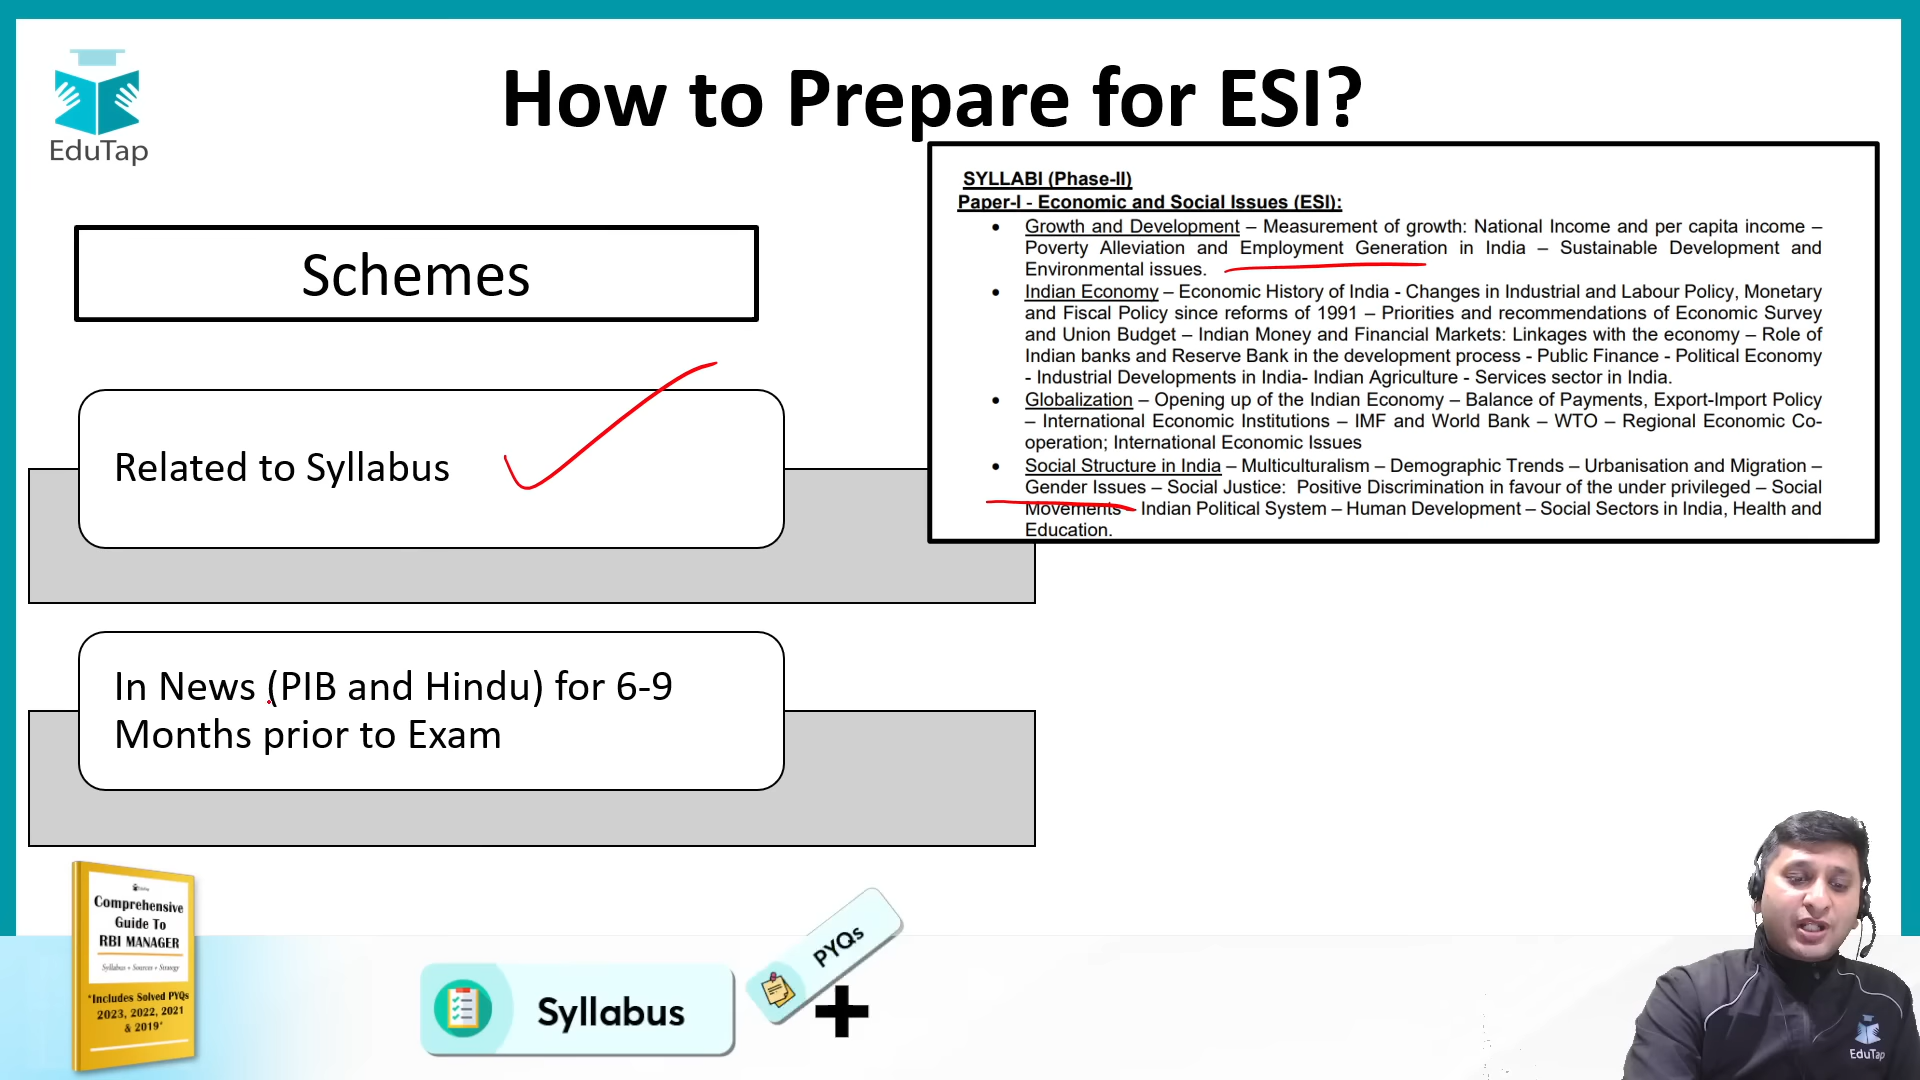 EduTap
How to Prepare for ESI?
Schemes
SYLLABI (Phase-II)
Paper-I - Economic and Social Issues (ESI):
• Growth and Development – Measurement of growth: National Income and per capita income –
Poverty Alleviation and Employment Generation in India – Sustainable Development and
Environmental issues.
• Indian Economy – Economic History of India - Changes in Industrial and Labour Policy, Monetary
and Fiscal Policy since reforms of 1991 – Priorities and recommendations of Economic Survey
and Union Budget – Indian Money and Financial Markets: Linkages with the economy – Role of
Indian banks and Reserve Bank in the development process - Public Finance - Political Economy
- Industrial Developments in India- Indian Agriculture - Services sector in India.
• Globalization – Opening up of the Indian Economy – Balance of Payments, Export-Import Policy
– International Economic Institutions – IMF and World Bank – WTO – Regional Economic Co-
operation; International Economic Issues
• Social Structure in India – Multiculturalism – Demographic Trends – Urbanisation and Migration –
Gender Issues – Social Justice: Positive Discrimination in favour of the under privileged – Social
Movements Indian Political System – Human Development – Social Sectors in India, Health and
Education.
Related to Syllabus
In News (PIB and Hindu) for 6-9
Months prior to Exam
Comprehensive
Guide To
RBI MANAGER
Syllabus + Sources + Strategy
*Includes Solved PYQs
2023, 2022, 2021
& 2019*
Syllabus
PYQs
+
EduTap